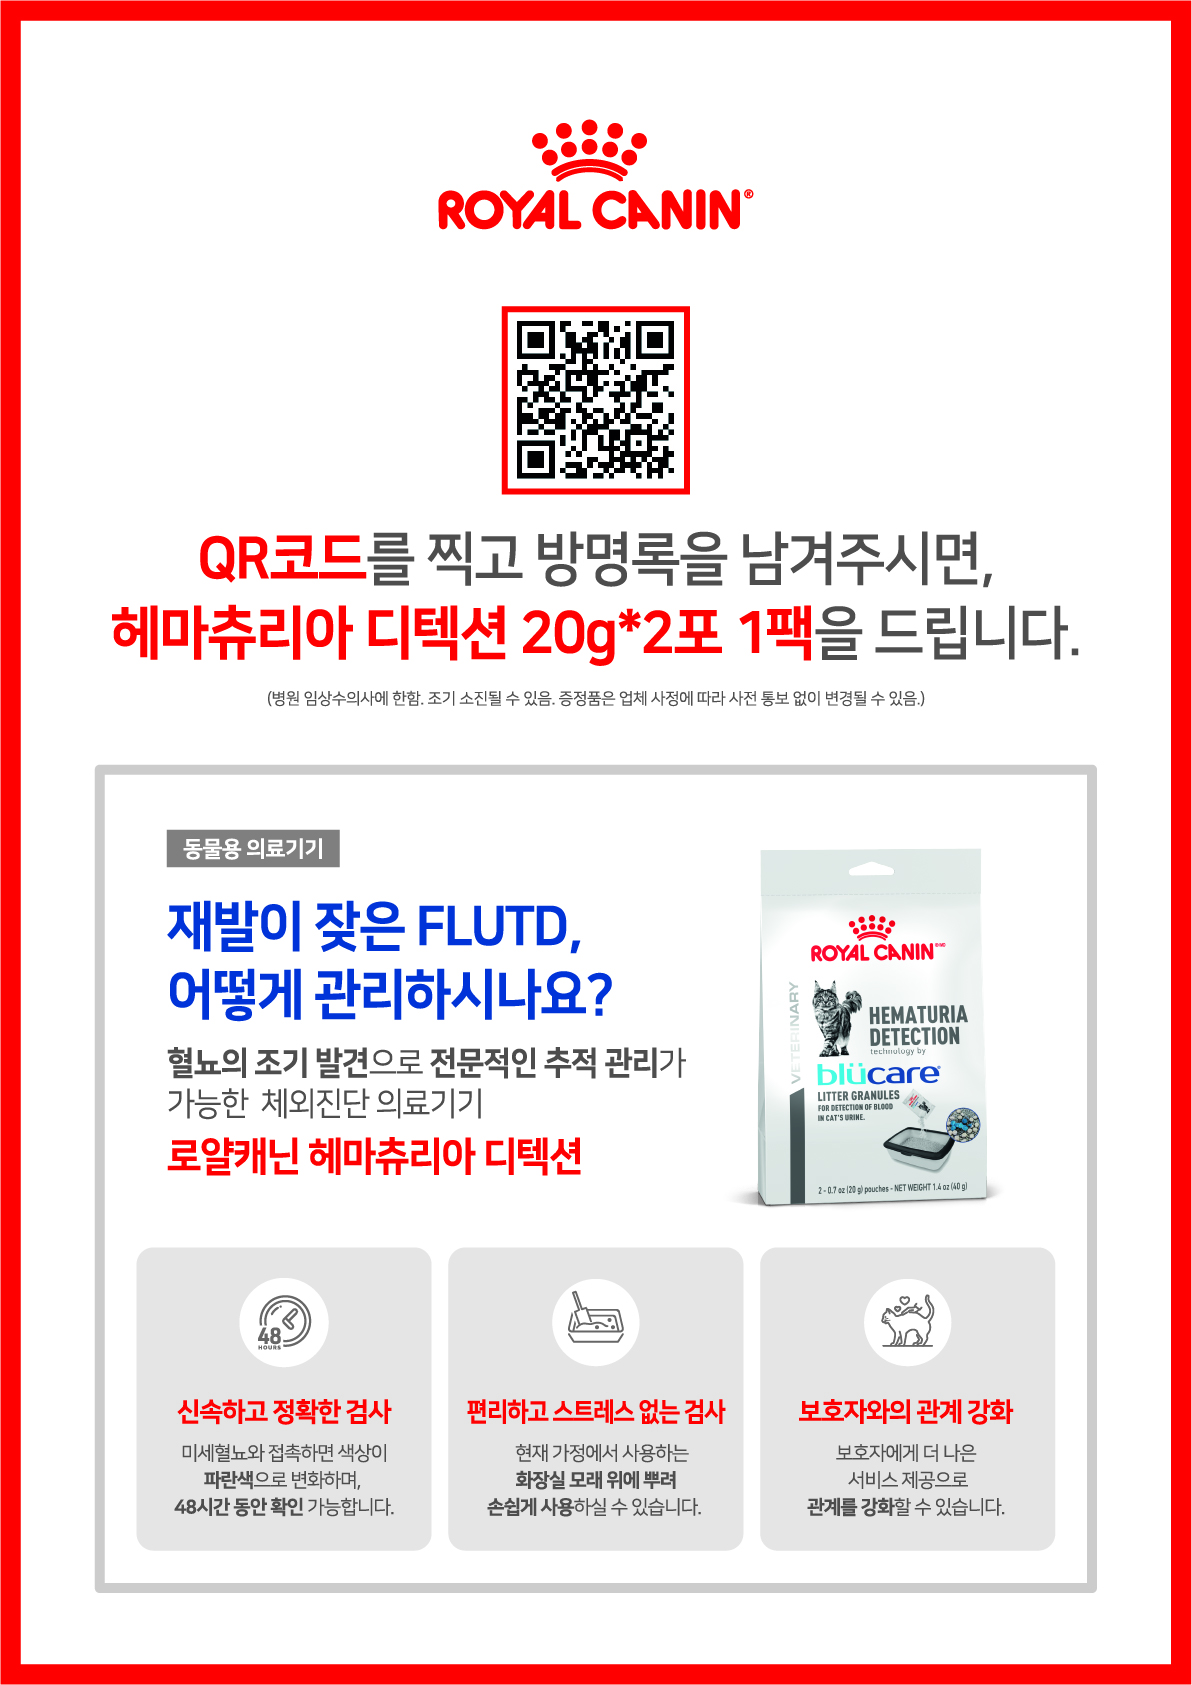 ROYAL CANIN®
QR코드를 찍고 방명록을 남겨주시면,
헤마츄리아 디텍션 20g*2포 1팩을 드립니다.
(병원 임상수의사에 한함. 조기 소진될 수 있음. 증정품은 업체 사정에 따라 사전 통보 없이 변경될 수 있음.)
동물용 의료기기
재발이 잦은 FLUTD,
어떻게 관리하시나요?
혈뇨의 조기 발견으로 전문적인 추적 관리가
가능한 체외진단 의료기기
로얄캐닌 헤마츄리아 디텍션
ROYAL CANIN
VETERINARY
HEMATURIA
DETECTION
technology by
blücare
LITTER GRANULES
FOR DETECTION OF BLOOD
IN CAT'S URINE.
2 - 0.7 oz (20 g) pouches - NET WEIGHT 1.4 oz (40 g)
48
HOURS
신속하고 정확한 검사
미세혈뇨와 접촉하면 색상이
파란색으로 변화하며,
48시간 동안 확인 가능합니다.
편리하고 스트레스 없는 검사
현재 가정에서 사용하는
화장실 모래 위에 뿌려
손쉽게 사용하실 수 있습니다.
보호자와의 관계 강화
보호자에게 더 나은
서비스 제공으로
관계를 강화할 수 있습니다.